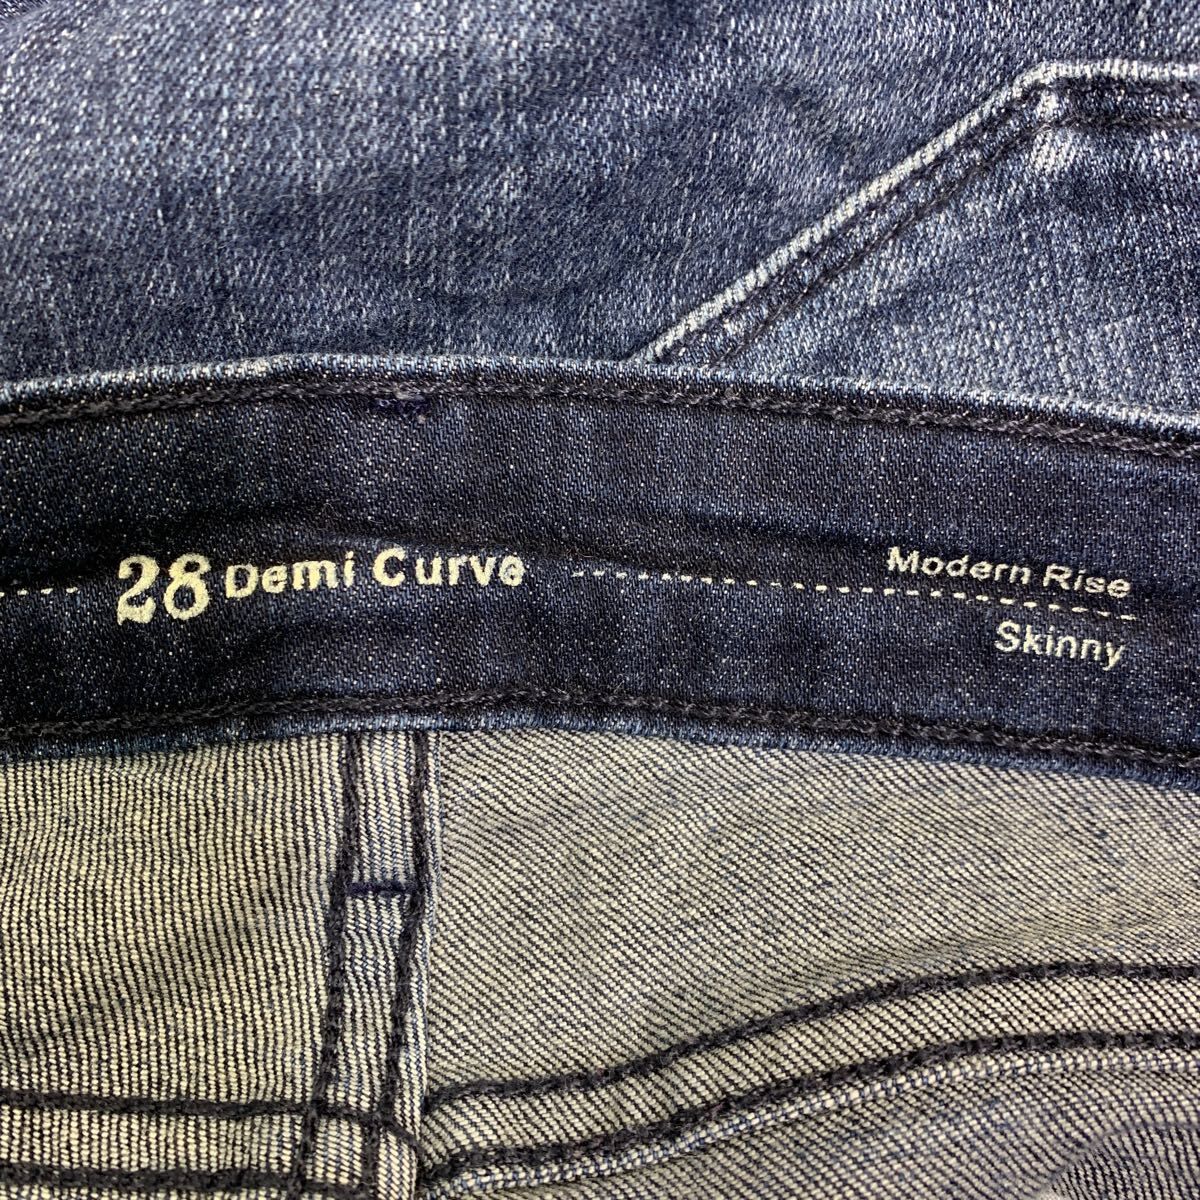 28 Demi Curve
Modern Rise
Skinny